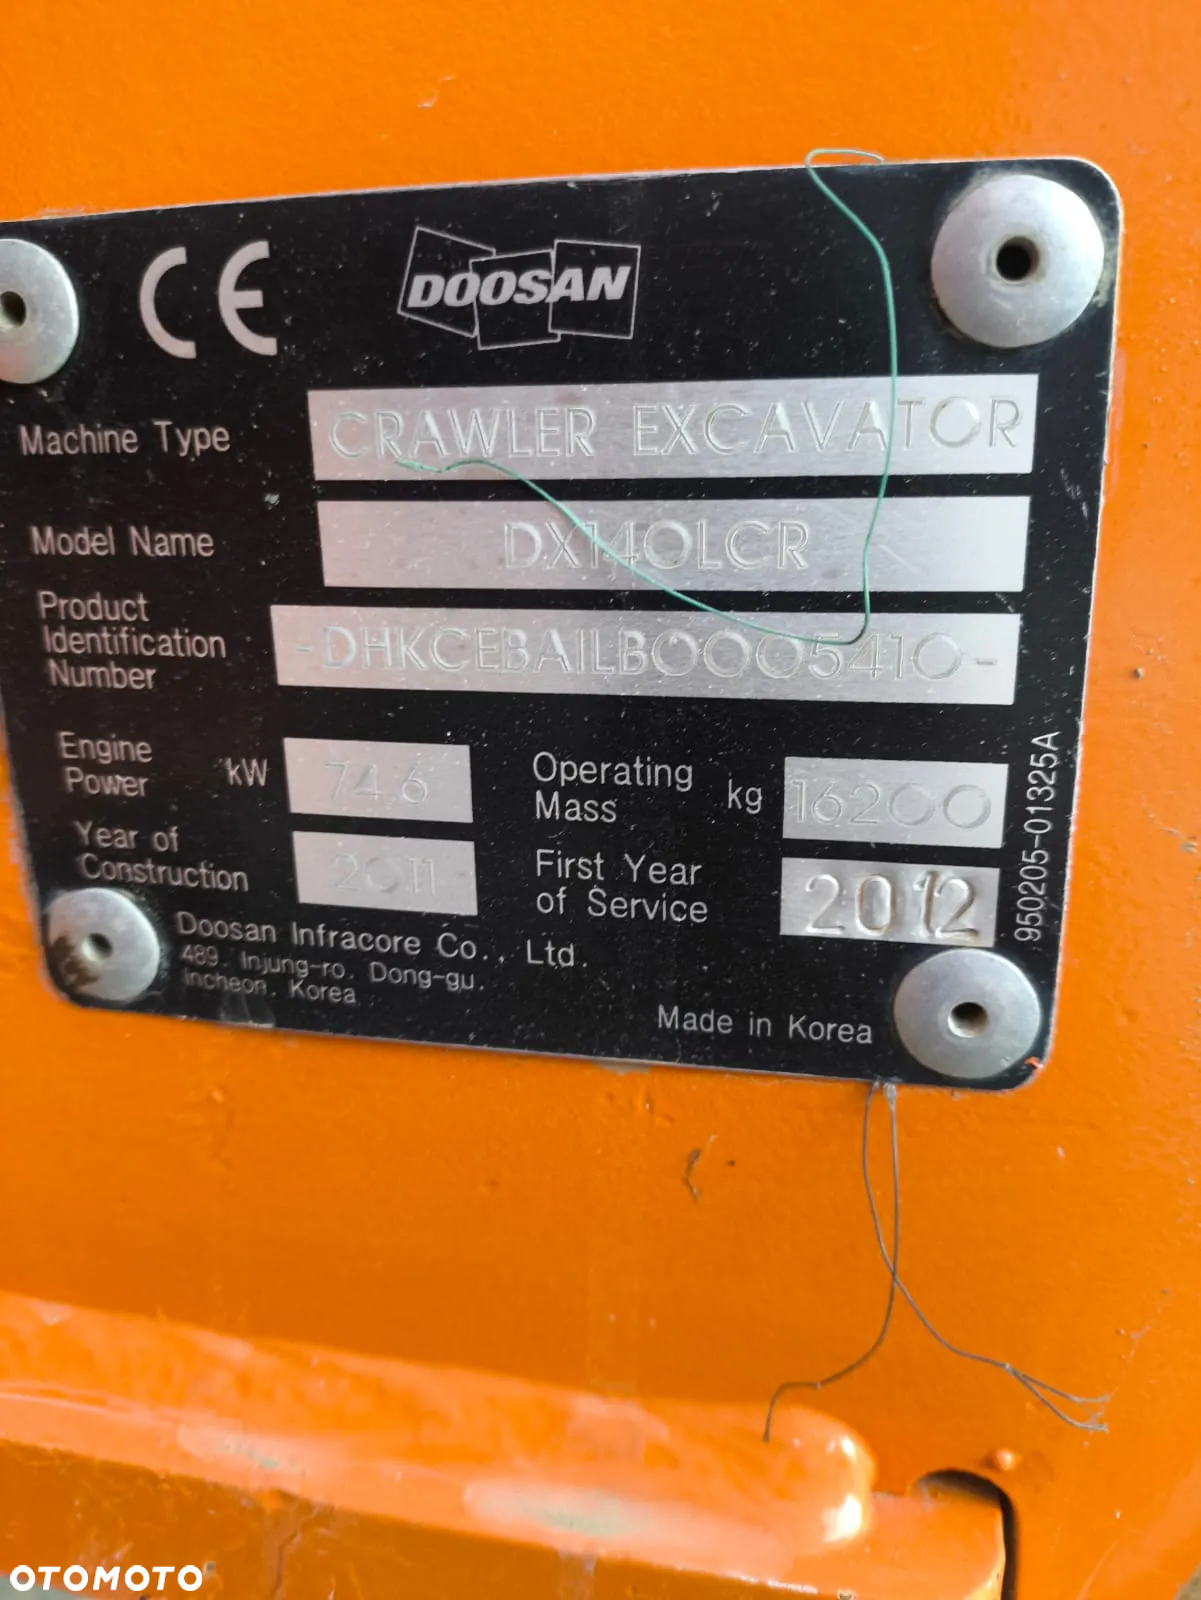 CE
DOOSAN
Machine Type CRAWLER EXCAVATOR
Model Name DX140LCR
Product
Identification
Number -DHKCEBAILB0005410-
Engine
Power kW 74.6
Operating
Mass kg 16200
Year of
Construction 2011
First Year
of Service 2012
950205-01325A
Doosan Infracore Co., Ltd.
489, Injung-ro, Dong-gu,
Incheon, Korea
Made in Korea
OTOMOTO